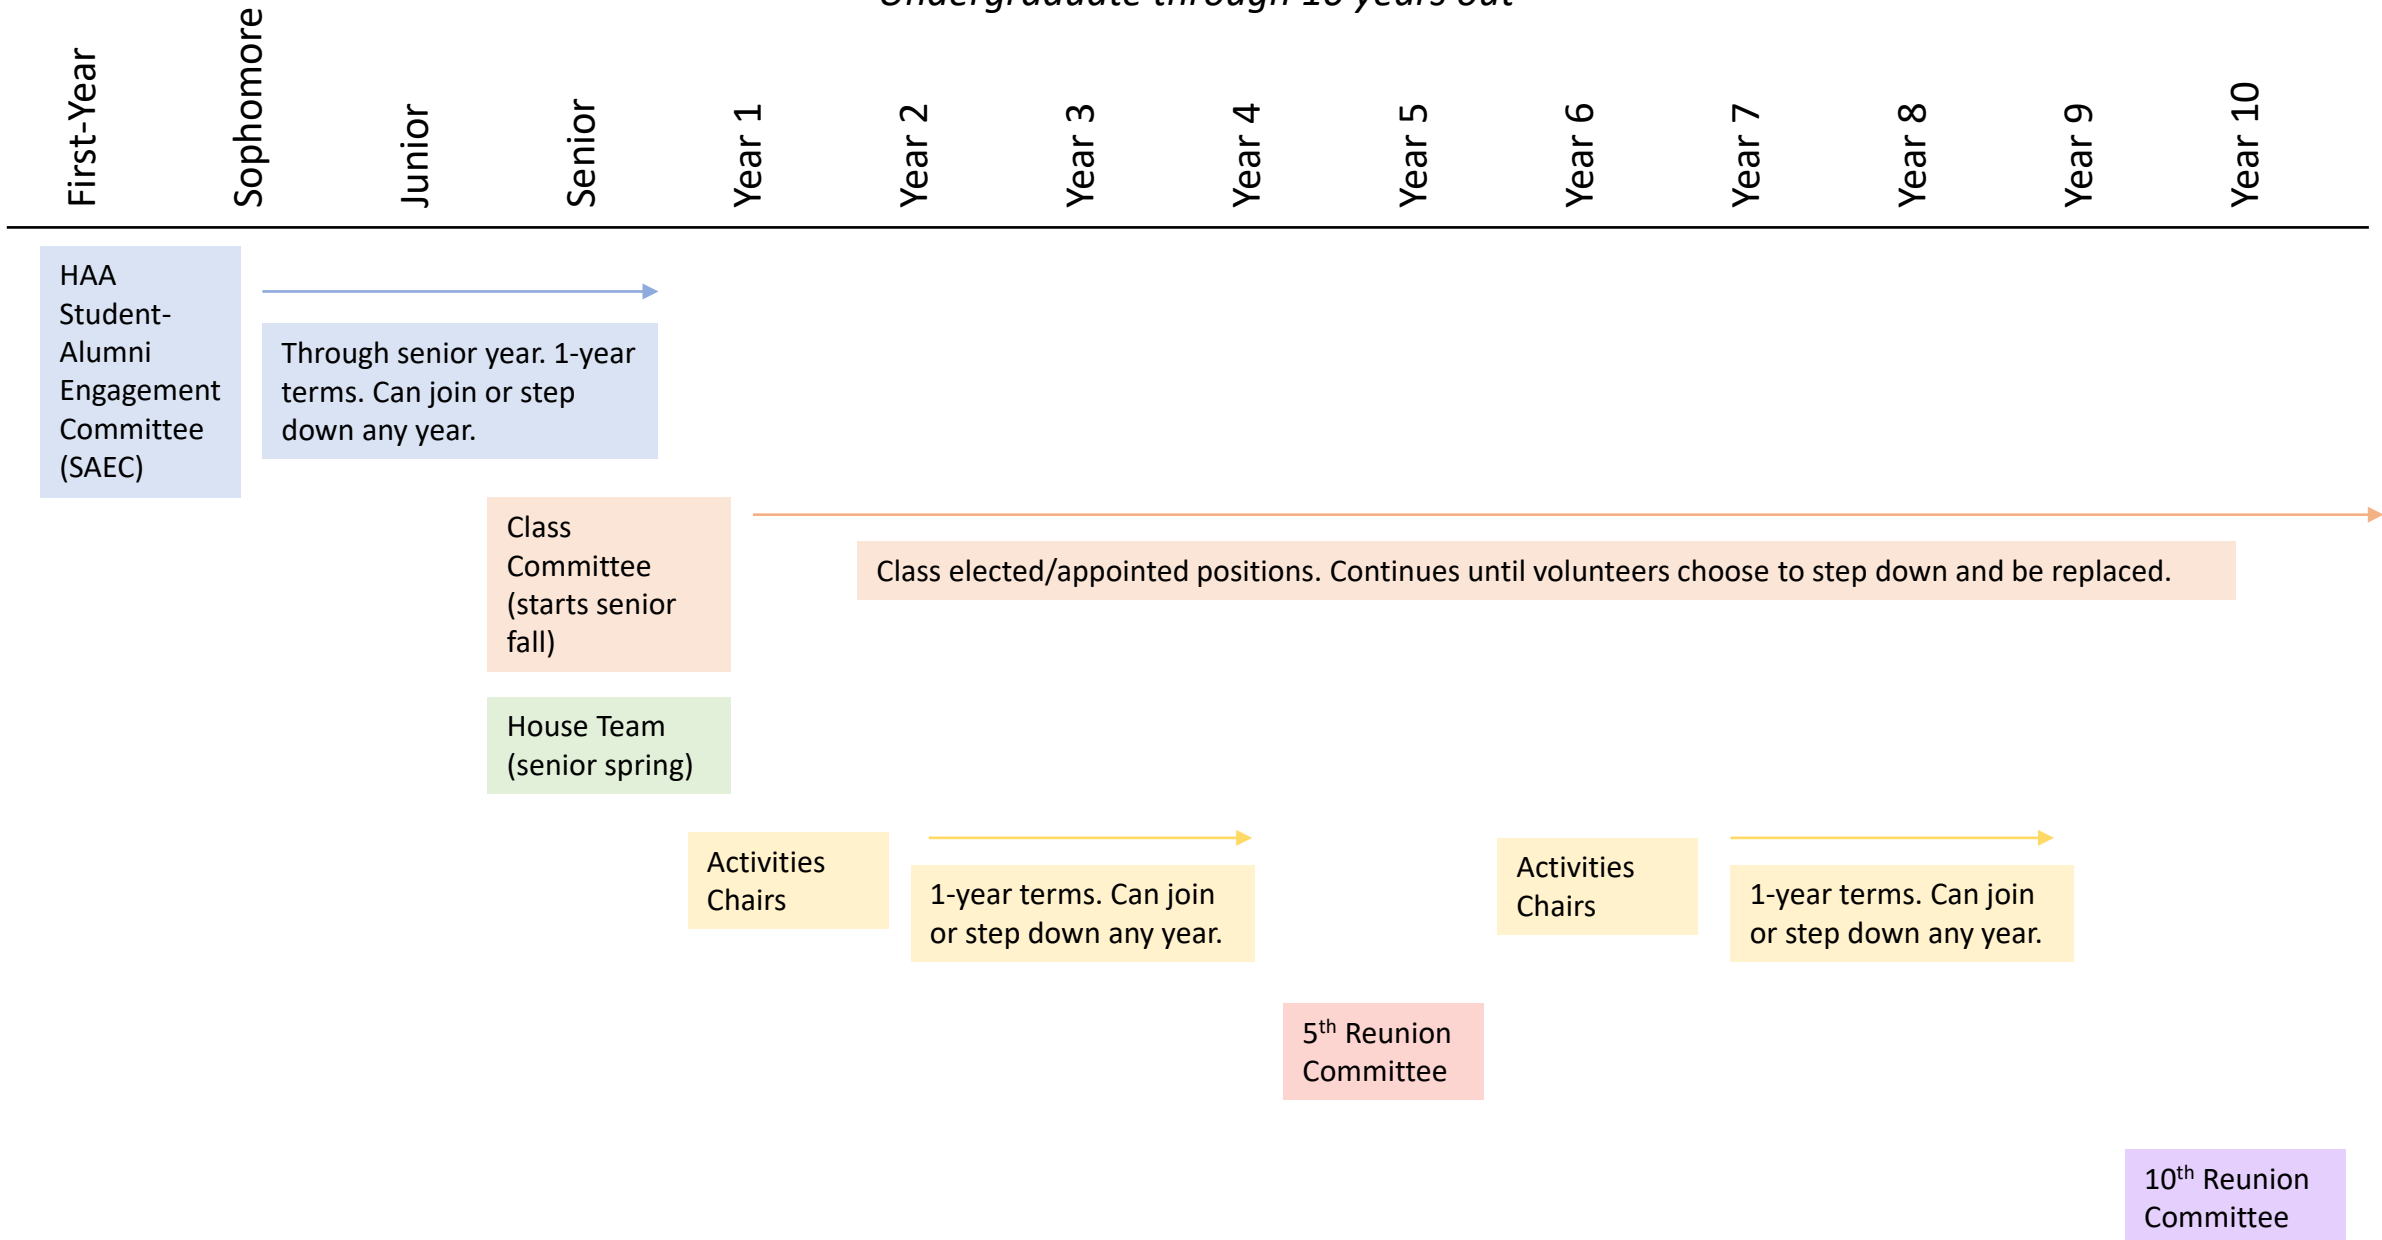 Undergraduate through 10 years out
First-Year
Sophomore
Junior
Senior
Year 1
Year 2
Year 3
Year 4
Year 5
Year 6
Year 7
Year 8
Year 9
Year 10
HAA
Student-
Alumni
Engagement
Committee
(SAEC)
Through senior year. 1-year
terms. Can join or step
down any year.
Class
Committee
(starts senior
fall)
Class elected/appointed positions. Continues until volunteers choose to step down and be replaced.
House Team
(senior spring)
Activities
Chairs
1-year terms. Can join
or step down any year.
Activities
Chairs
1-year terms. Can join
or step down any year.
5th Reunion
Committee
10th Reunion
Committee